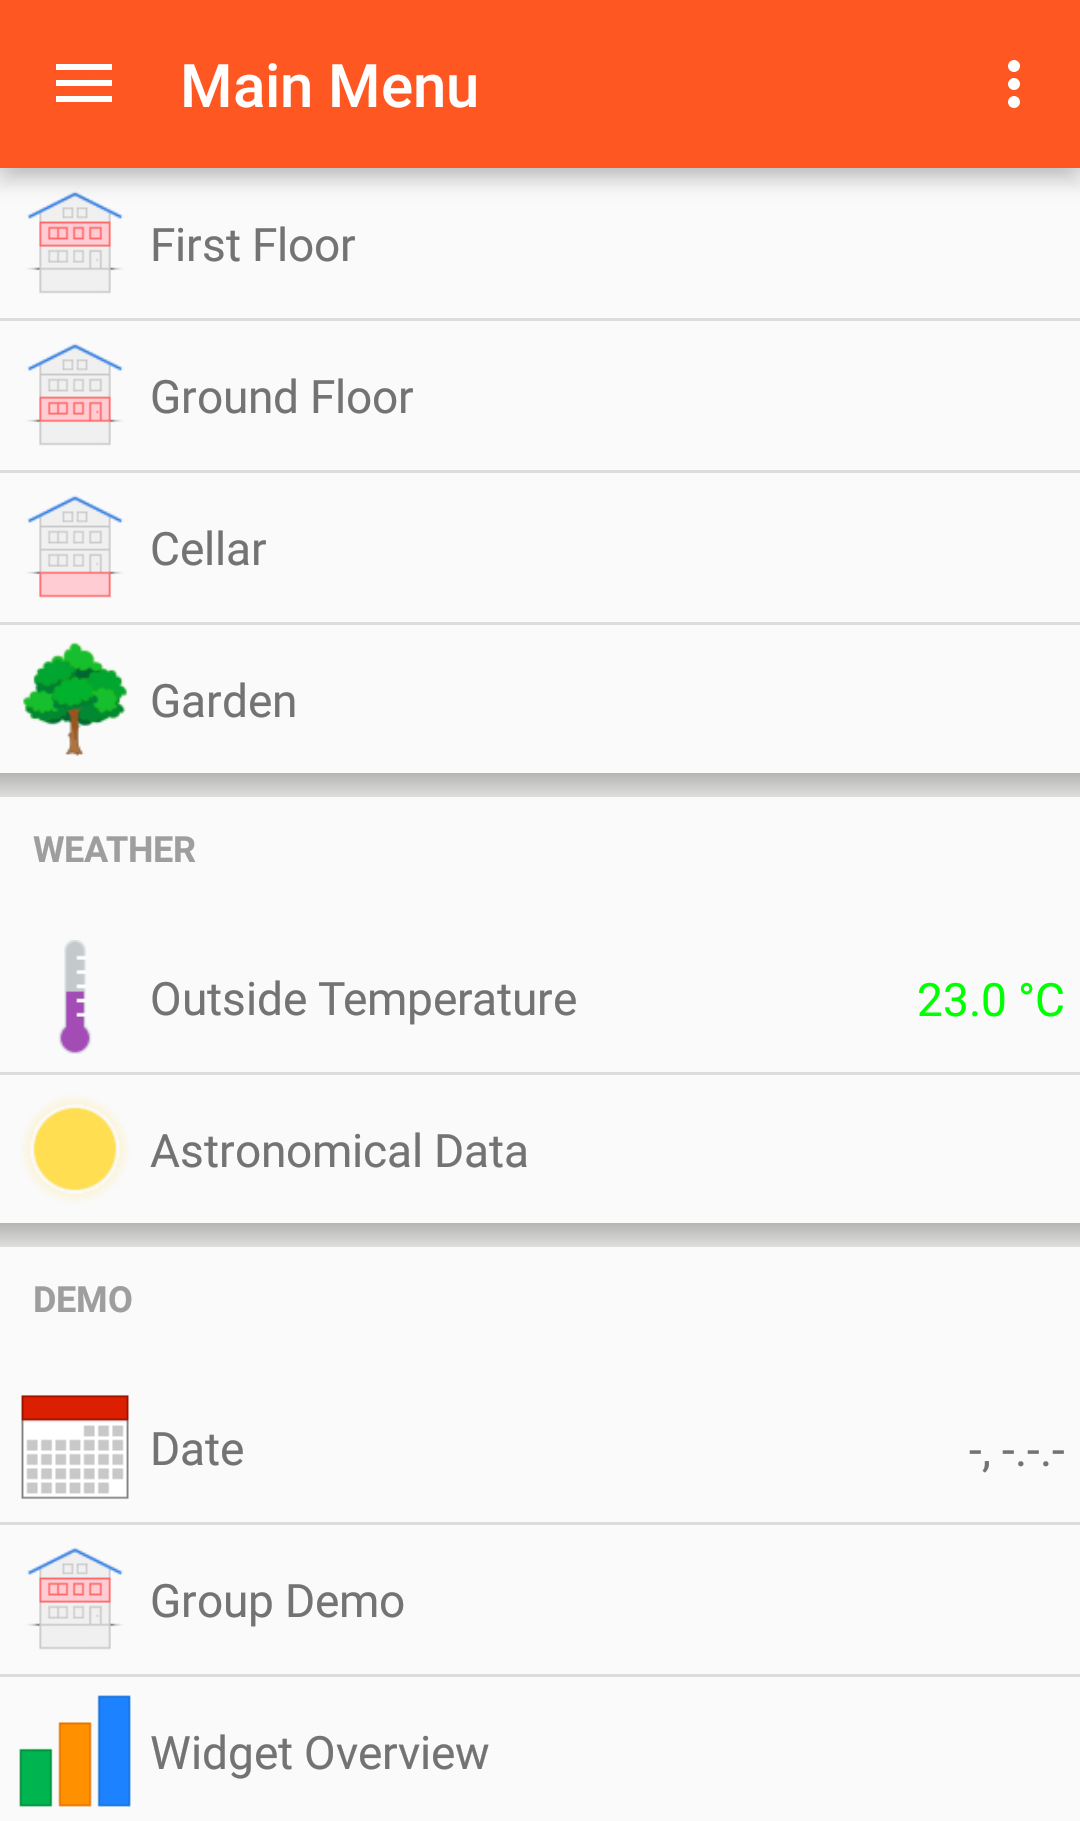 Main Menu
First Floor
Ground Floor
Cellar
Garden
WEATHER
Outside Temperature 23.0 °C
Astronomical Data
DEMO
Date -, -.-.-
Group Demo
Widget Overview